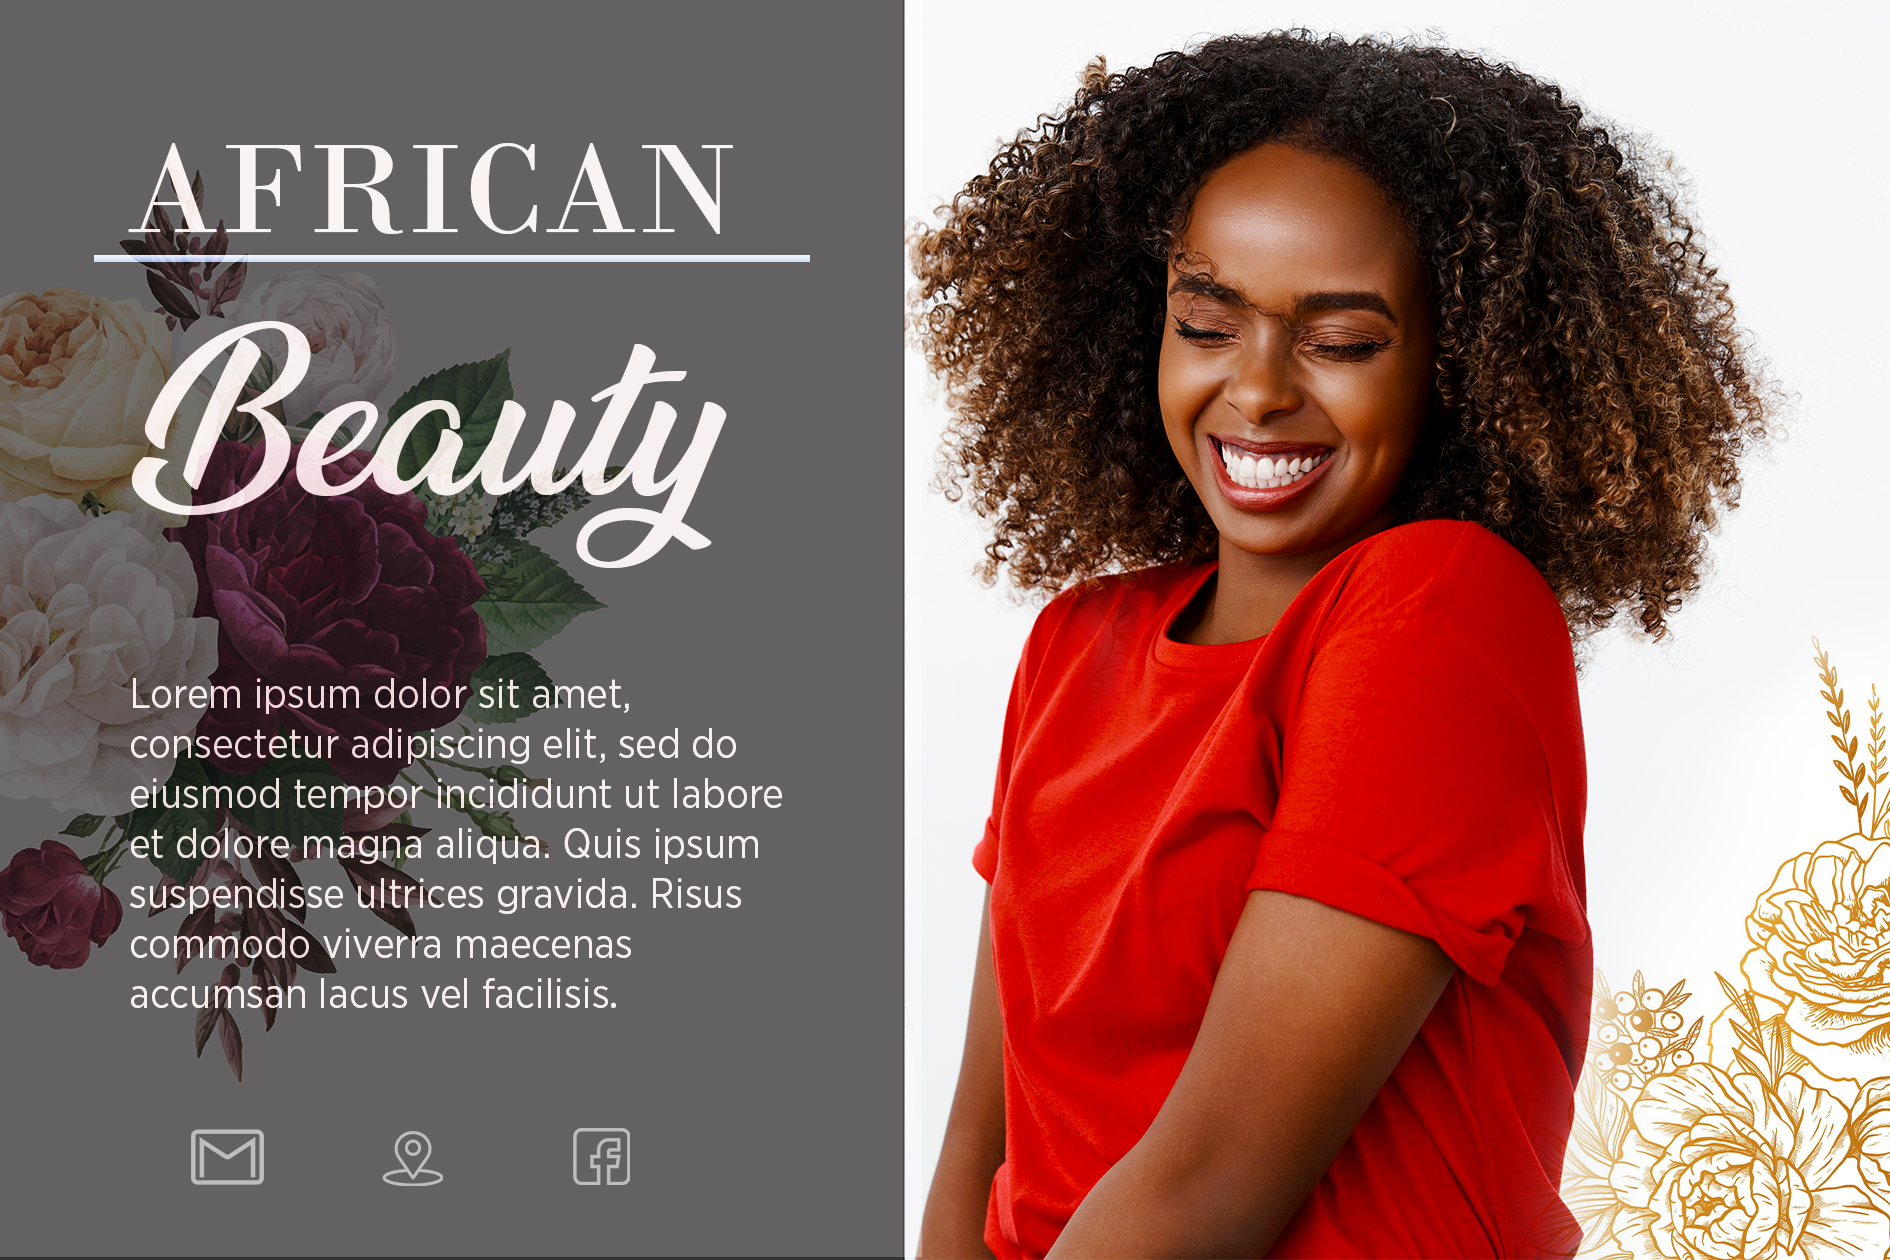 AFRICAN
Beauty
Lorem ipsum dolor sit amet,
consectetur adipiscing elit, sed do
eiusmod tempor incididunt ut labore
et dolore magna aliqua. Quis ipsum
suspendisse ultrices gravida. Risus
commodo viverra maecenas
accumsan lacus vel facilisis.